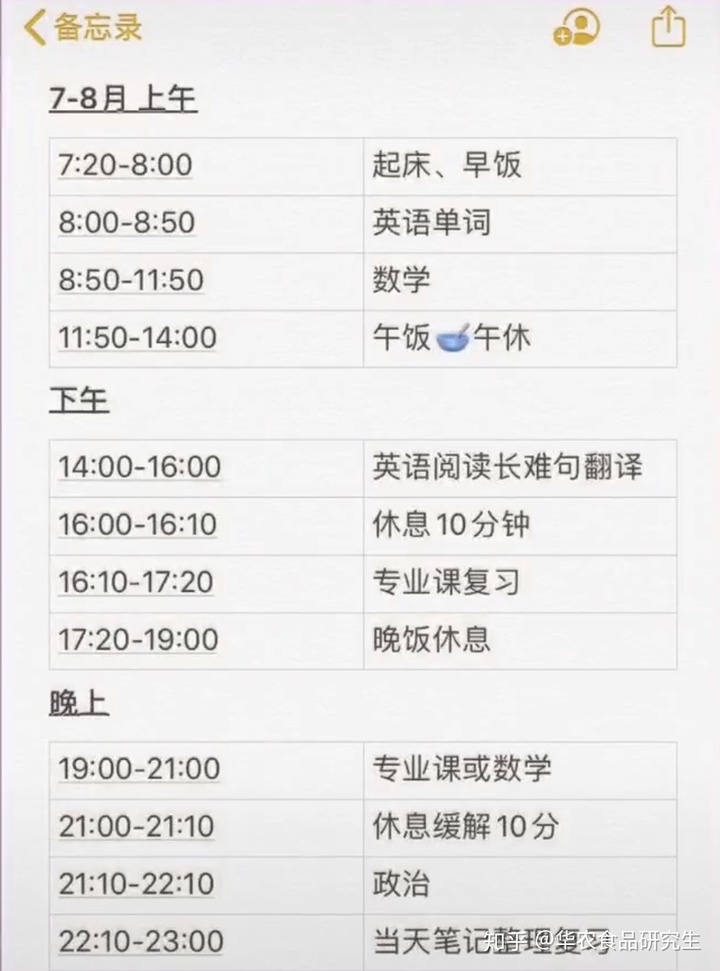 备忘录
7-8月 上午
7:20-8:00 起床、早饭
8:00-8:50 英语单词
8:50-11:50 数学
11:50-14:00 午饭🥣午休
下午
14:00-16:00 英语阅读长难句翻译
16:00-16:10 休息10分钟
16:10-17:20 专业课复习
17:20-19:00 晚饭休息
晚上
19:00-21:00 专业课或数学
21:00-21:10 休息缓解10分
21:10-22:10 政治
22:10-23:00 当天笔记整理复习
知乎 @华农食品研究生